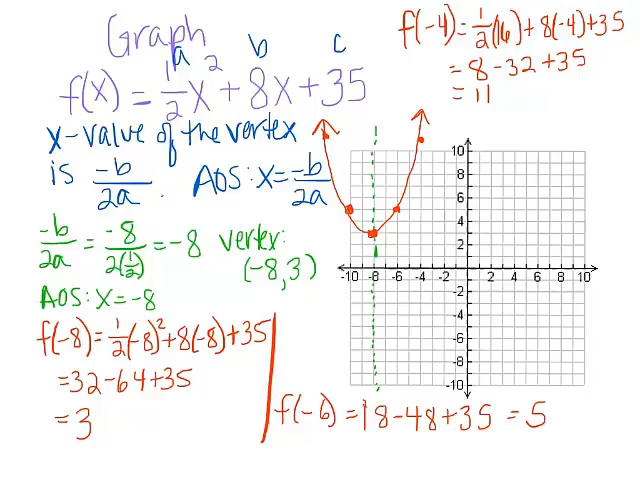 Graph
a b c
f(x) = 1/2 x² + 8x + 35
x-value of the vertex
is -b/2a. AOS: x = -b/2a
-b/2a = -8/2(1/2) = -8 vertex:
(-8, 3)
AOS: x = -8
f(-8) = 1/2(-8)² + 8(-8) + 35
= 32 - 64 + 35
= 3
f(-4) = 1/2(16) + 8(-4) + 35
= 8 - 32 + 35
= 11
10
8
6
4
2
-10 -8 -6 -4 -2 2 4 6 8 10
-2
-4
-6
-8
-10
f(-6) = 18 - 48 + 35 = 5